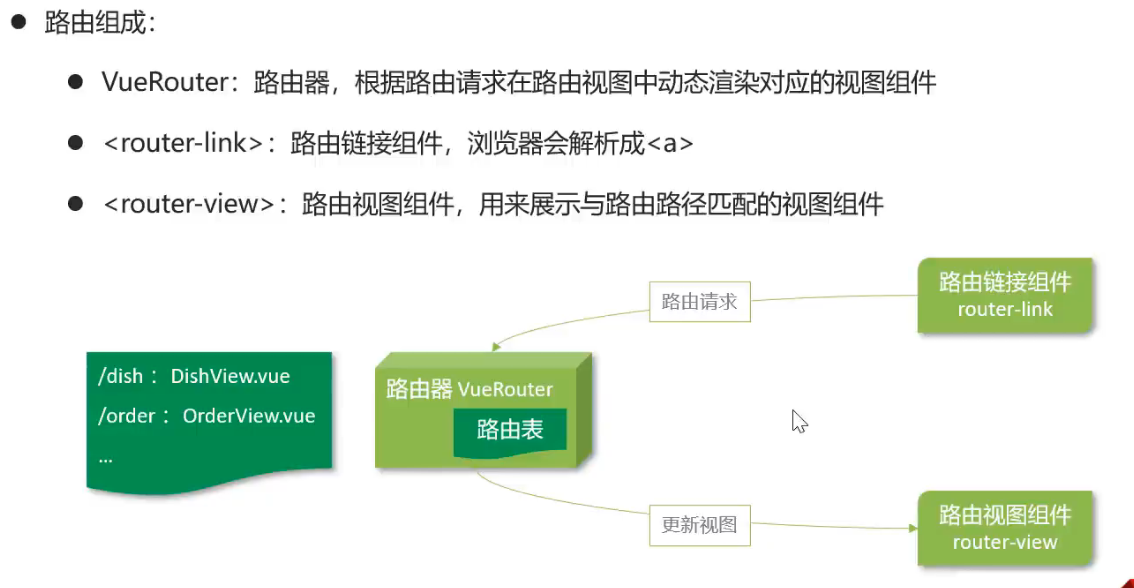 路由组成：
VueRouter：路由器，根据路由请求在路由视图中动态渲染对应的视图组件
<router-link>：路由链接组件，浏览器会解析成<a>
<router-view>：路由视图组件，用来展示与路由路径匹配的视图组件
路由链接组件
router-link
路由请求
/dish： DishView.vue
/order： OrderView.vue
...
路由器 VueRouter
路由表
更新视图
路由视图组件
router-view